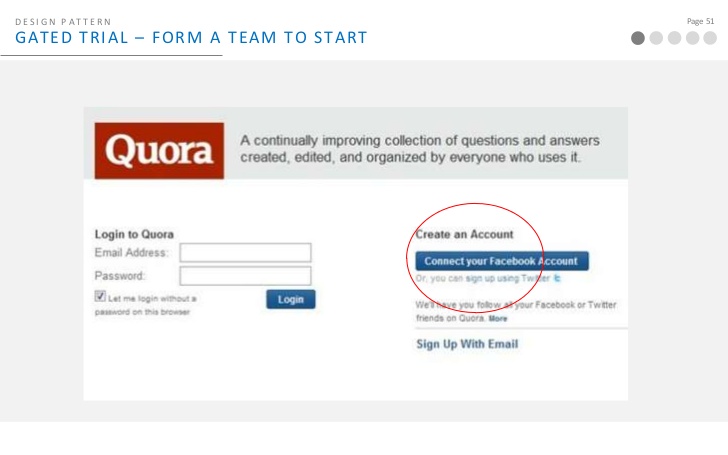 DESIGN PATTERN
GATED TRIAL – FORM A TEAM TO START
Page 51
Quora
A continually improving collection of questions and answers
created, edited, and organized by everyone who uses it.
Login to Quora
Email Address:
Password:
Let me login without a
password on this browser
Login
Create an Account
Connect your Facebook Account
Or, you can sign up using Twitter
We'll have you follow all your Facebook or Twitter
friends on Quora. More
Sign Up With Email